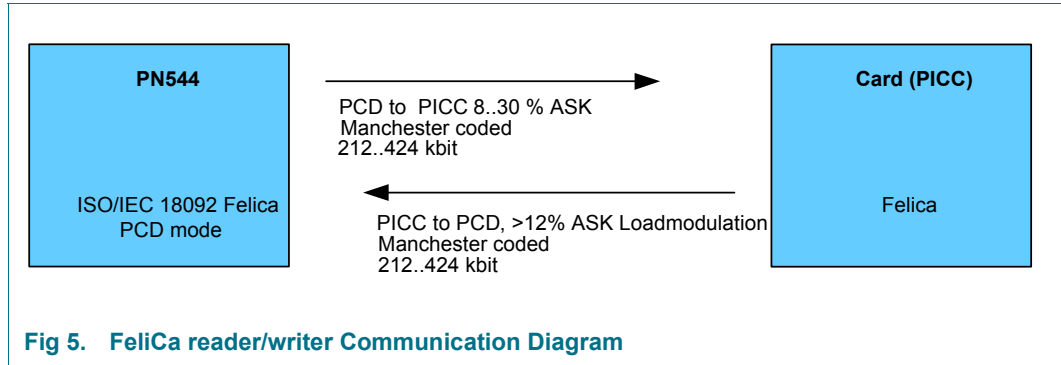 PN544
ISO/IEC 18092 Felica
PCD mode
PCD to PICC 8..30 % ASK
Manchester coded
212..424 kbit
PICC to PCD, >12% ASK Loadmodulation
Manchester coded
212..424 kbit
Card (PICC)
Felica
Fig 5. FeliCa reader/writer Communication Diagram